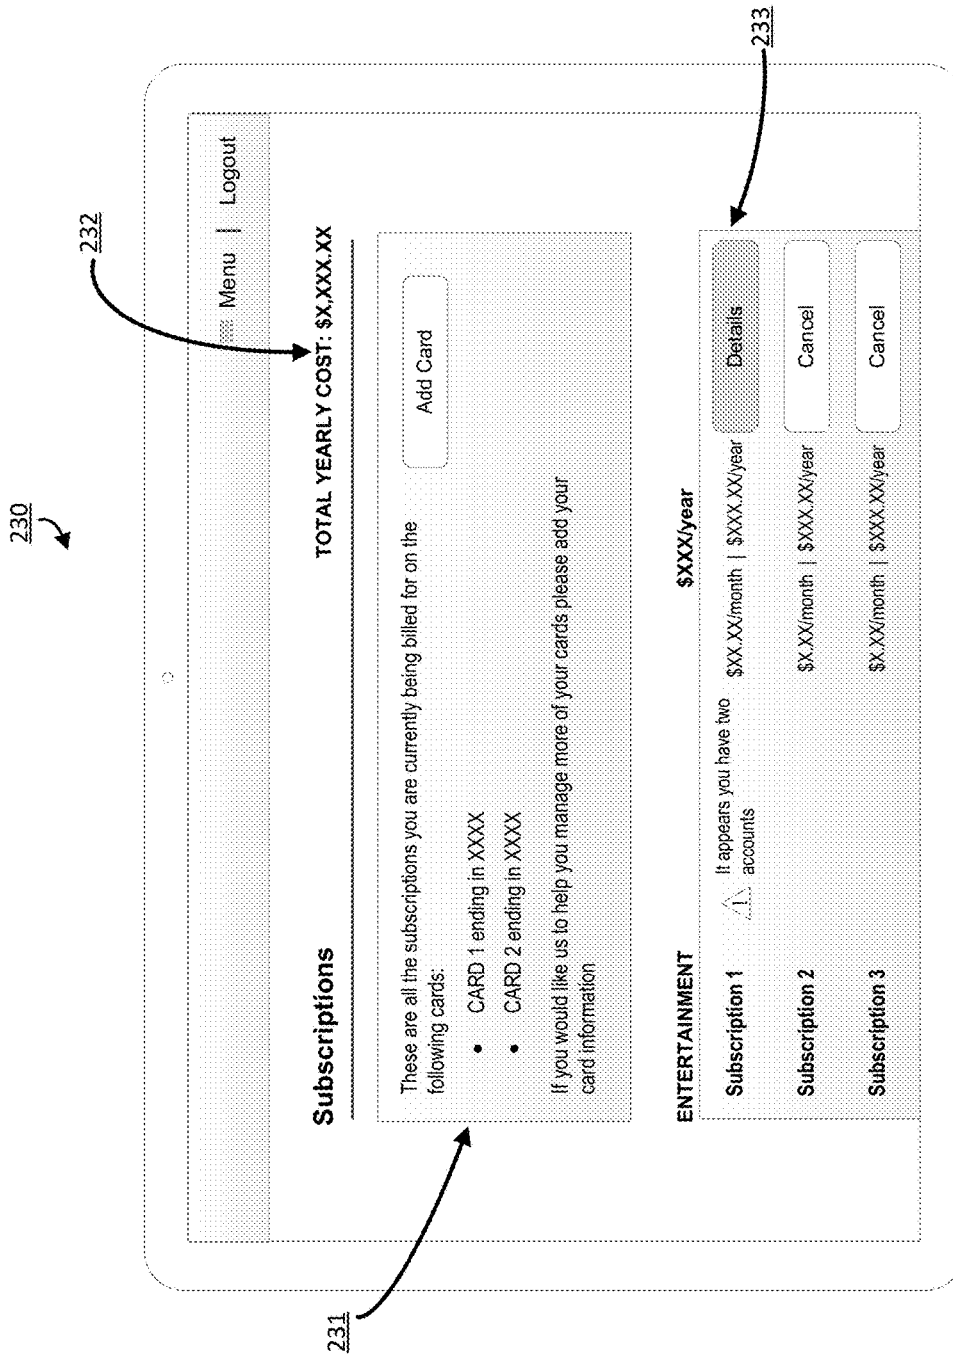 230
232
Menu | Logout
Subscriptions
TOTAL YEARLY COST: $X,XXX.XX
231
These are all the subscriptions you are currently being billed for on the
following cards:
• CARD 1 ending in XXXX
• CARD 2 ending in XXXX
Add Card
If you would like us to help you manage more of your cards please add your
card information
ENTERTAINMENT
$XXX/year
233
Subscription 1
It appears you have two
accounts
$XX.XX/month | $XXX.XX/year
Details
Subscription 2
$X.XX/month | $XXX.XX/year
Cancel
Subscription 3
$X.XX/month | $XXX.XX/year
Cancel